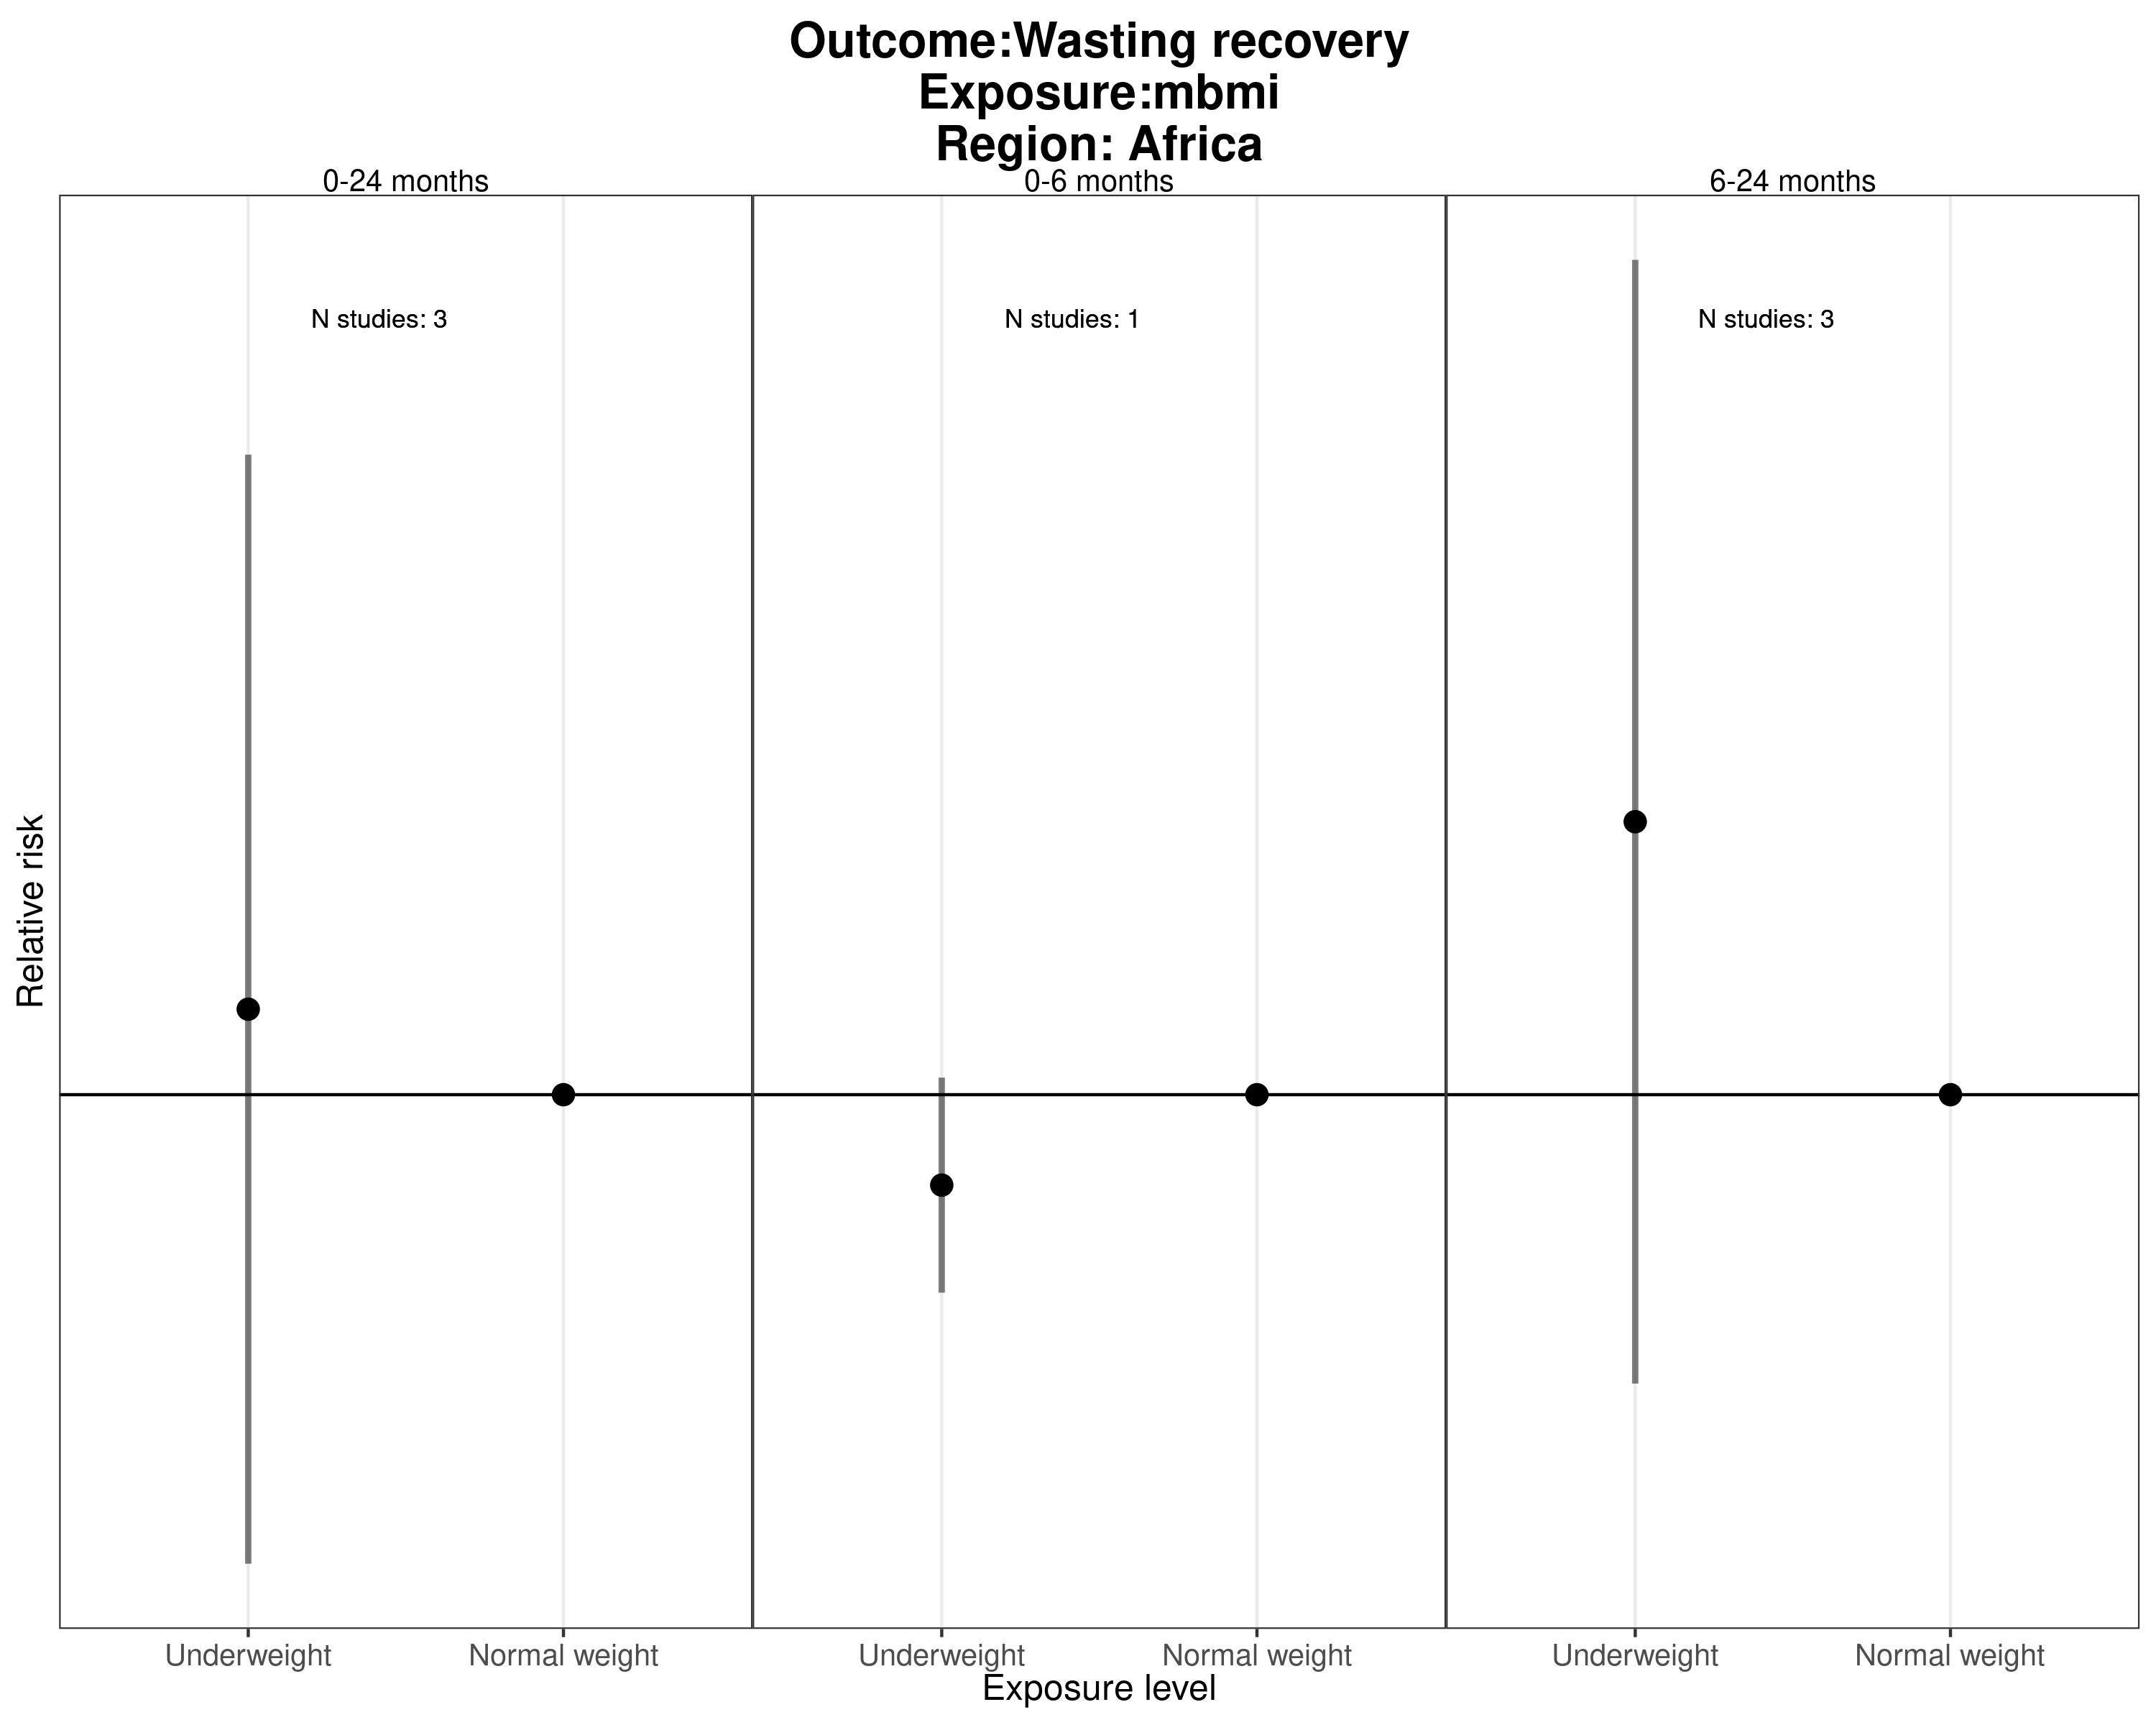 Outcome:Wasting recovery
Exposure:mbmi
Region: Africa
0-24 months
0-6 months
6-24 months
N studies: 3
N studies: 1
N studies: 3
Relative risk
Underweight
Normal weight
Underweight
Normal weight
Underweight
Normal weight
Exposure level